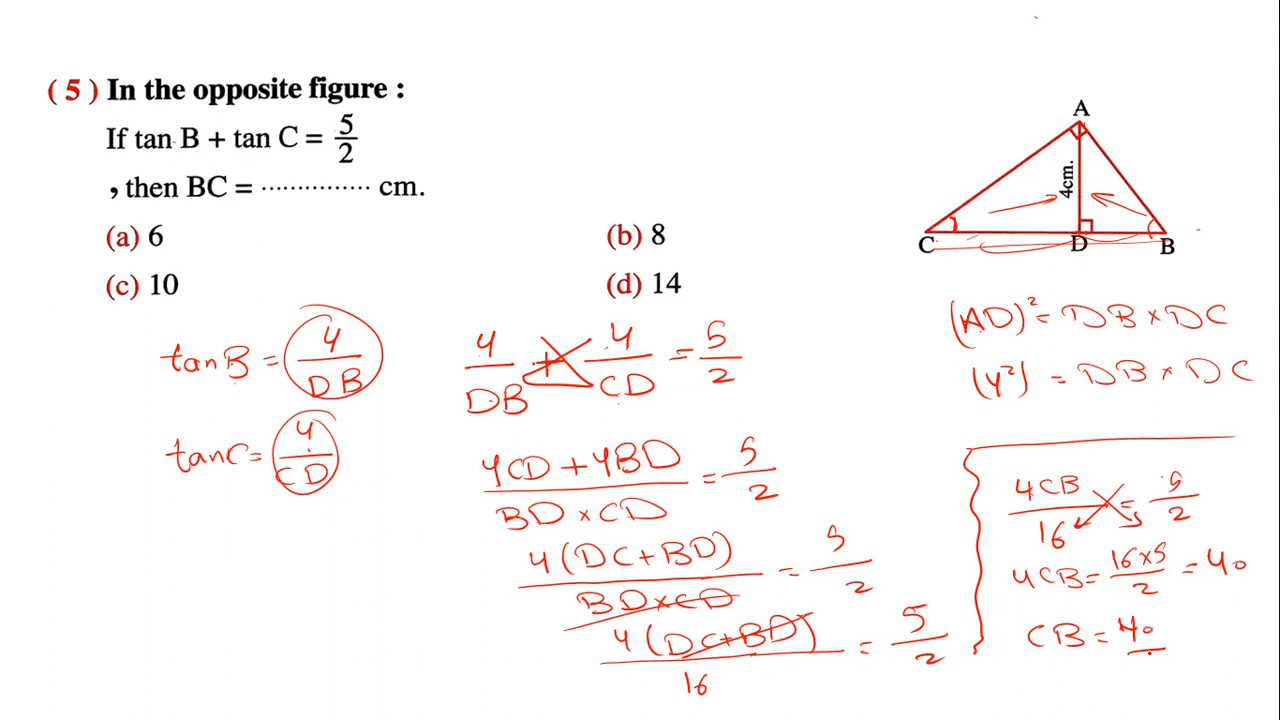 ( 5 ) In the opposite figure :
If tan B + tan C = 5/2
, then BC = ............... cm.
(a) 6
(b) 8
(c) 10
(d) 14
A
4cm.
C
D
B
tanB = 4/DB
tanC = 4/CD
4/DB + 4/CD = 5/2
4CD + 4BD / BD × CD = 5/2
4(DC + BD) / BD × CD = 5/2
4(DC + BD) / 16 = 5/2
(AD)² = DB × DC
(4²) = DB × DC
4CB / 16 = 5/2
4CB = 16×5 / 2 = 40
CB = 40